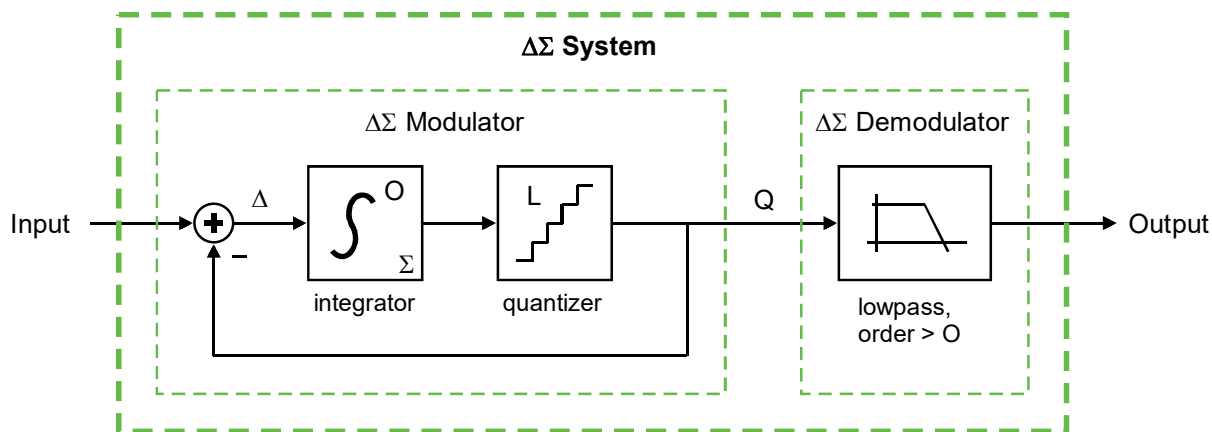 ΔΣ System
ΔΣ Modulator
ΔΣ Demodulator
Input
Δ
O
Σ
integrator
L
quantizer
Q
lowpass,
order > O
Output